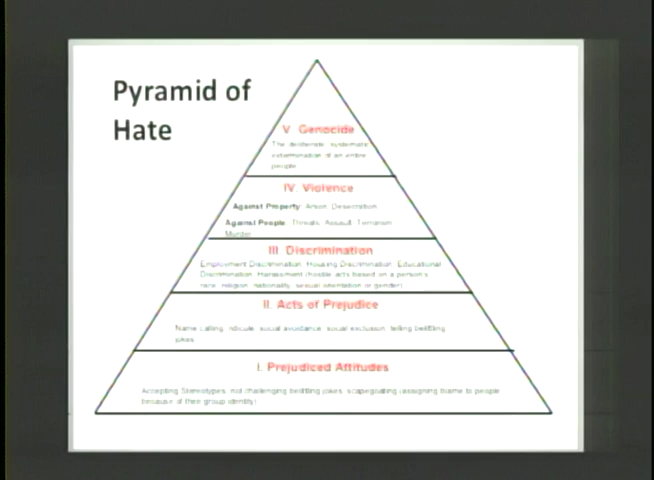 Pyramid of
Hate
V. Genocide
The deliberate, systematic
extermination of an entire
people
IV. Violence
Against Property: Arson, Desecration
Against People: Threats, Assault, Terrorism,
Murder
III. Discrimination
Employment Discrimination, Housing Discrimination, Educational
Discrimination, Harassment (hostile acts based on a person's
race, religion, nationality, sexual orientation or gender)
II. Acts of Prejudice
Name calling, ridicule, social avoidance, social exclusion, telling belittling
jokes
I. Prejudiced Attitudes
Accepting Stereotypes, not challenging belittling jokes, scapegoating (assigning blame to people
because of their group identity)